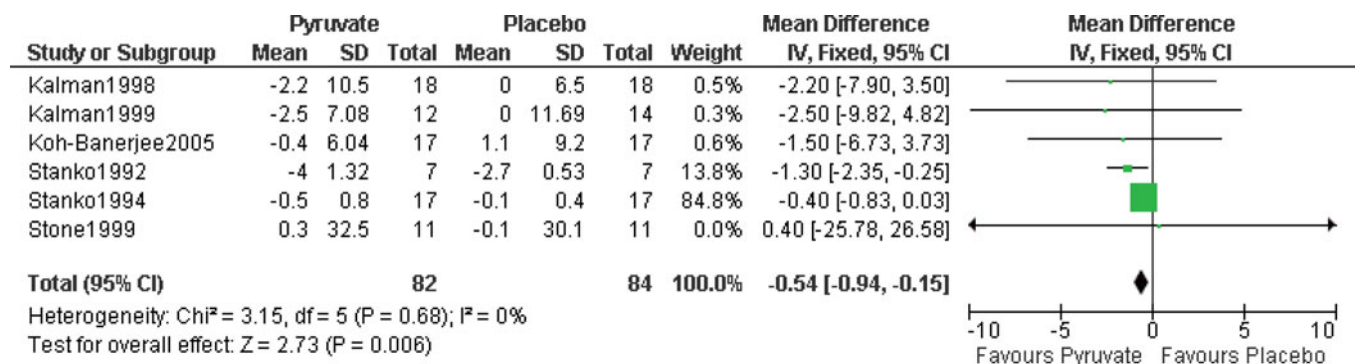 Pyruvate Placebo Mean Difference Mean Difference
Study or Subgroup Mean SD Total Mean SD Total Weight IV, Fixed, 95% CI IV, Fixed, 95% CI
Kalman1998 -2.2 10.5 18 0 6.5 18 0.5% -2.20 [-7.90, 3.50]
Kalman1999 -2.5 7.08 12 0 11.69 14 0.3% -2.50 [-9.82, 4.82]
Koh-Banerjee2005 -0.4 6.04 17 1.1 9.2 17 0.6% -1.50 [-6.73, 3.73]
Stanko1992 -4 1.32 7 -2.7 0.53 7 13.8% -1.30 [-2.35, -0.25]
Stanko1994 -0.5 0.8 17 -0.1 0.4 17 84.8% -0.40 [-0.83, 0.03]
Stone1999 0.3 32.5 11 -0.1 30.1 11 0.0% 0.40 [-25.78, 26.58]
Total (95% CI) 82 84 100.0% -0.54 [-0.94, -0.15]
Heterogeneity: Chi² = 3.15, df = 5 (P = 0.68); I² = 0%
Test for overall effect: Z = 2.73 (P = 0.006)
-10 -5 0 5 10
Favours Pyruvate Favours Placebo